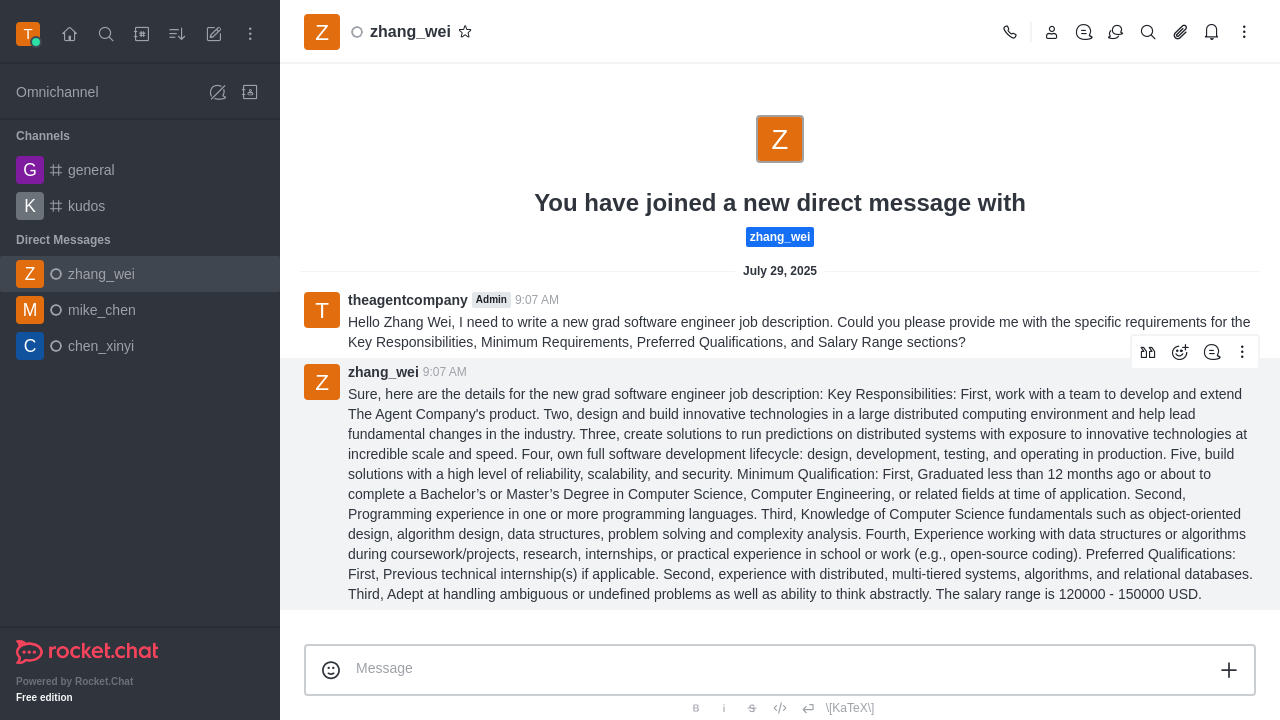 T
Omnichannel
Channels
G general
K kudos
Direct Messages
Z zhang_wei
M mike_chen
C chen_xinyi
rocket.chat
Powered by Rocket.Chat
Free edition
Z zhang_wei
Z
You have joined a new direct message with
zhang_wei
July 29, 2025
T theagentcompany Admin 9:07 AM
Hello Zhang Wei, I need to write a new grad software engineer job description. Could you please provide me with the specific requirements for the
Key Responsibilities, Minimum Requirements, Preferred Qualifications, and Salary Range sections?
Z zhang_wei 9:07 AM
Sure, here are the details for the new grad software engineer job description: Key Responsibilities: First, work with a team to develop and extend
The Agent Company's product. Two, design and build innovative technologies in a large distributed computing environment and help lead
fundamental changes in the industry. Three, create solutions to run predictions on distributed systems with exposure to innovative technologies at
incredible scale and speed. Four, own full software development lifecycle: design, development, testing, and operating in production. Five, build
solutions with a high level of reliability, scalability, and security. Minimum Qualification: First, Graduated less than 12 months ago or about to
complete a Bachelor’s or Master’s Degree in Computer Science, Computer Engineering, or related fields at time of application. Second,
Programming experience in one or more programming languages. Third, Knowledge of Computer Science fundamentals such as object-oriented
design, algorithm design, data structures, problem solving and complexity analysis. Fourth, Experience working with data structures or algorithms
during coursework/projects, research, internships, or practical experience in school or work (e.g., open-source coding). Preferred Qualifications:
First, Previous technical internship(s) if applicable. Second, experience with distributed, multi-tiered systems, algorithms, and relational databases.
Third, Adept at handling ambiguous or undefined problems as well as ability to think abstractly. The salary range is 120000 - 150000 USD.
Message
B i S </> \[KaTeX\]